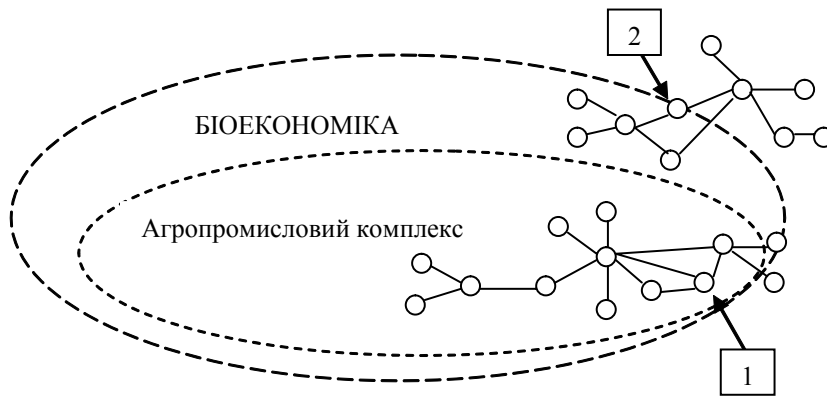 2
БІОЕКОНОМІКА
Агропромисловий комплекс
1